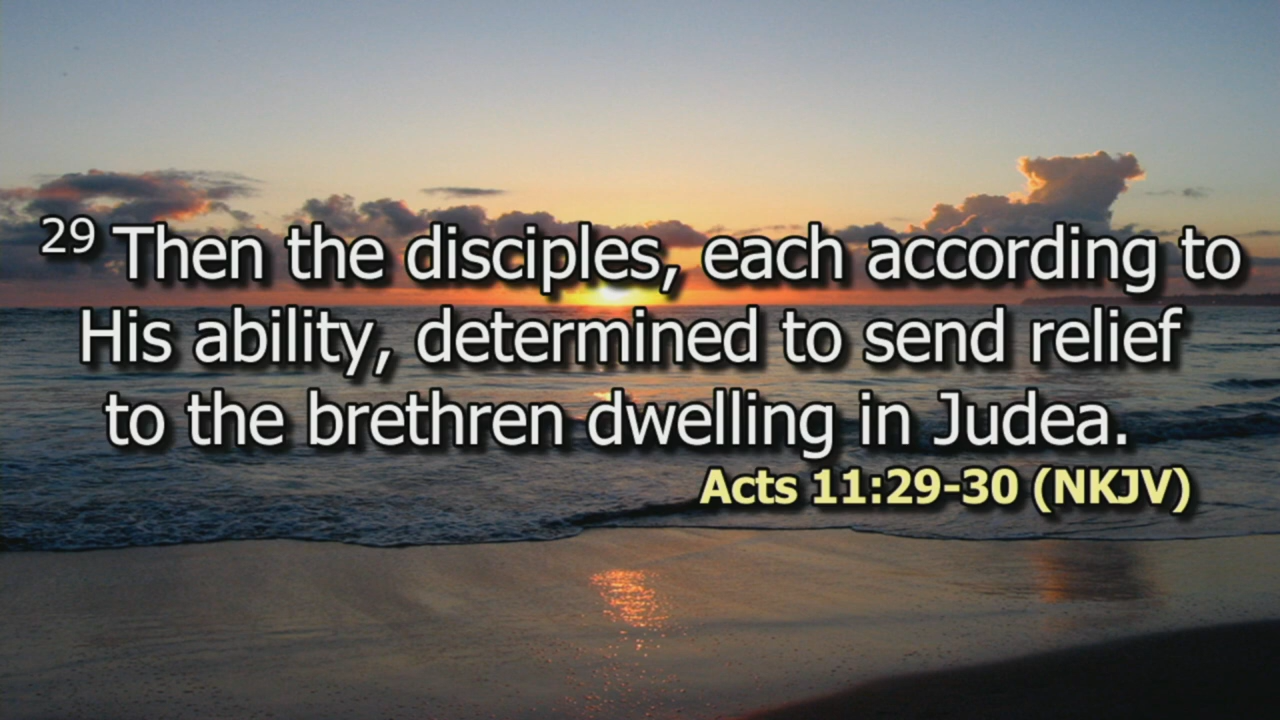 29 Then the disciples, each according to
His ability, determined to send relief
to the brethren dwelling in Judea.
Acts 11:29-30 (NKJV)